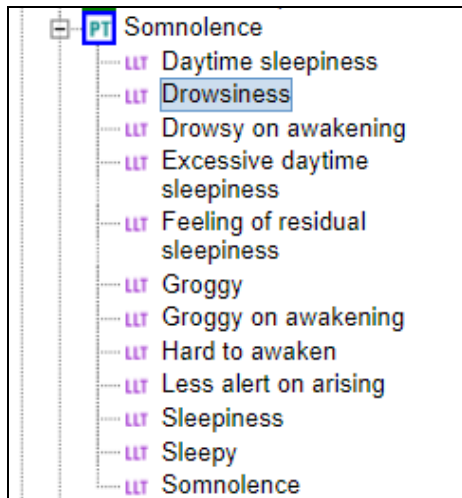 PT Somnolence
LLT Daytime sleepiness
LLT Drowsiness
LLT Drowsy on awakening
LLT Excessive daytime
sleepiness
LLT Feeling of residual
sleepiness
LLT Groggy
LLT Groggy on awakening
LLT Hard to awaken
LLT Less alert on arising
LLT Sleepiness
LLT Sleepy
LLT Somnolence